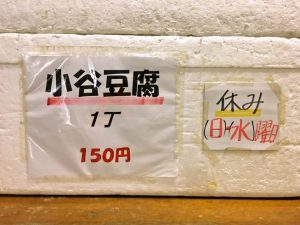 小谷豆腐
1丁
150円
休み
(日/水)曜日